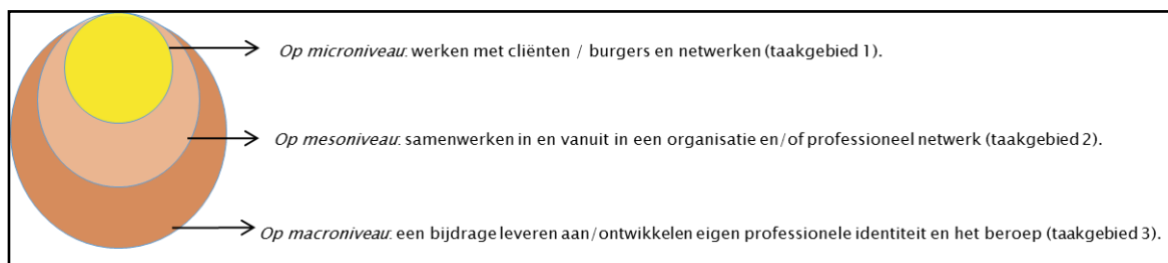 Op microniveau: werken met cliënten / burgers en netwerken (taakgebied 1).
Op mesoniveau: samenwerken in en vanuit in een organisatie en/of professioneel netwerk (taakgebied 2).
Op macroniveau: een bijdrage leveren aan/ontwikkelen eigen professionele identiteit en het beroep (taakgebied 3).